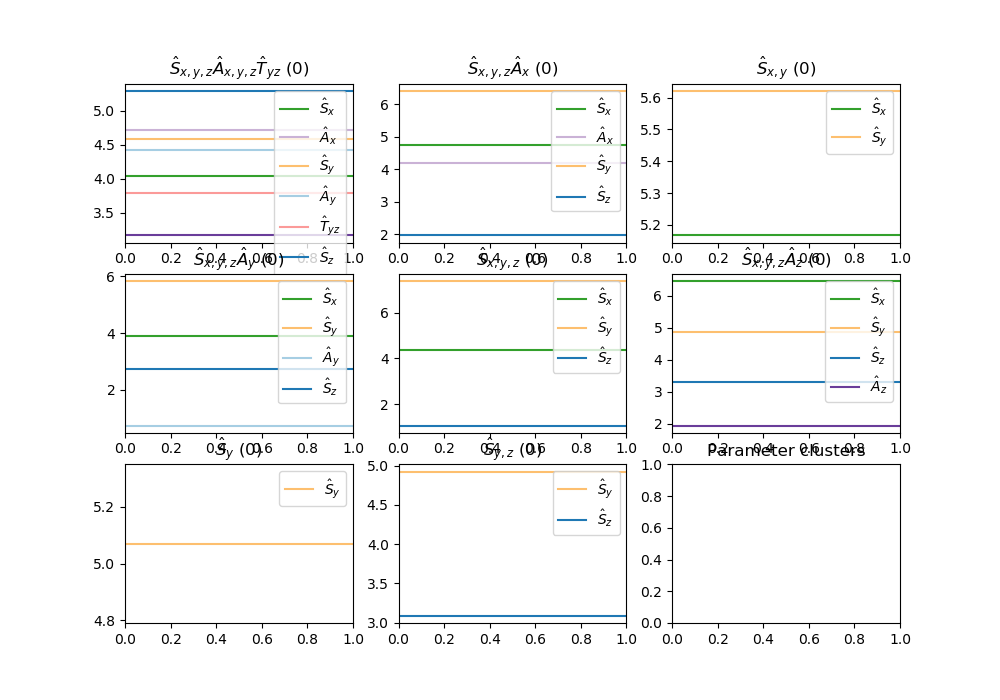 Ŝx,y,zÂx,y,zT̂yz (0)
Ŝx,y,zÂx (0)
Ŝx,y (0)
5.0
4.5
4.0
3.5
Ŝx
Âx
Ŝy
Ây
T̂yz
Ŝz
0.0 0.2 0.4 0.6 0.8 1.0
6
5
4
3
2
Ŝx
Âx
Ŝy
Ŝz
0.0 0.2 0.4 0.6 0.8 1.0
5.6
5.5
5.4
5.3
5.2
Ŝx
Ŝy
0.0 0.2 0.4 0.6 0.8 1.0
Ŝx,y,zÂy (0)
Ŝx,y,z (0)
Ŝx,y,zÂz (0)
6
4
2
Ŝx
Ŝy
Ây
Ŝz
0.0 0.2 0.4 0.6 0.8 1.0
6
4
2
Ŝx
Ŝy
Ŝz
0.0 0.2 0.4 0.6 0.8 1.0
6
5
4
3
2
Ŝx
Ŝy
Ŝz
Âz
0.0 0.2 0.4 0.6 0.8 1.0
Ŝy (0)
Ŝy,z (0)
Parameter clusters
5.2
5.0
4.8
Ŝy
0.0 0.2 0.4 0.6 0.8 1.0
5.0
4.5
4.0
3.5
3.0
Ŝy
Ŝz
0.0 0.2 0.4 0.6 0.8 1.0
1.0
0.8
0.6
0.4
0.2
0.0
0.0 0.2 0.4 0.6 0.8 1.0